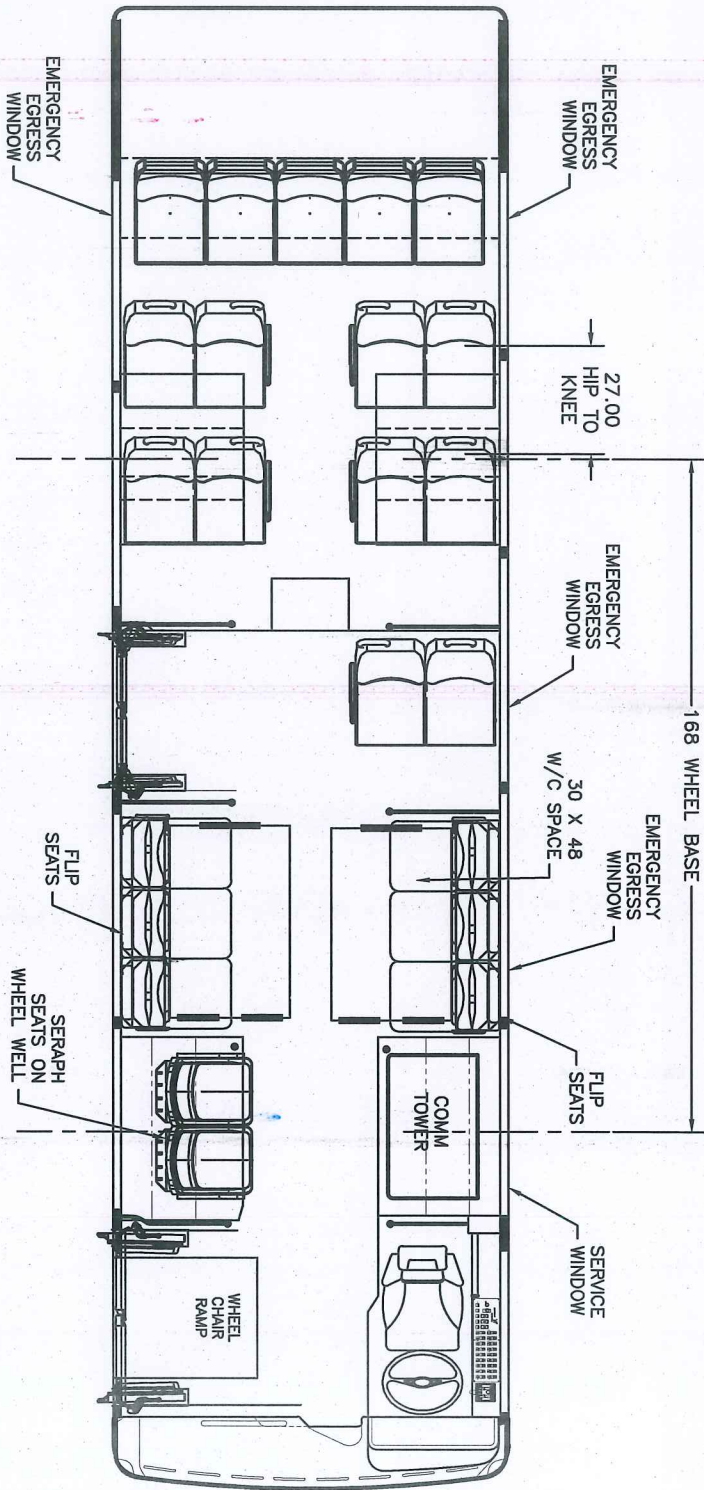 EMERGENCY
EGRESS
WINDOW
EMERGENCY
EGRESS
WINDOW
27.00
HIP TO
KNEE
EMERGENCY
EGRESS
WINDOW
168 WHEEL BASE
30 X 48
W/C SPACE
EMERGENCY
EGRESS
WINDOW
FLIP
SEATS
FLIP
SEATS
SERAPH
SEATS ON
WHEEL WELL
COMM
TOWER
SERVICE
WINDOW
WHEEL
CHAIR
RAMP